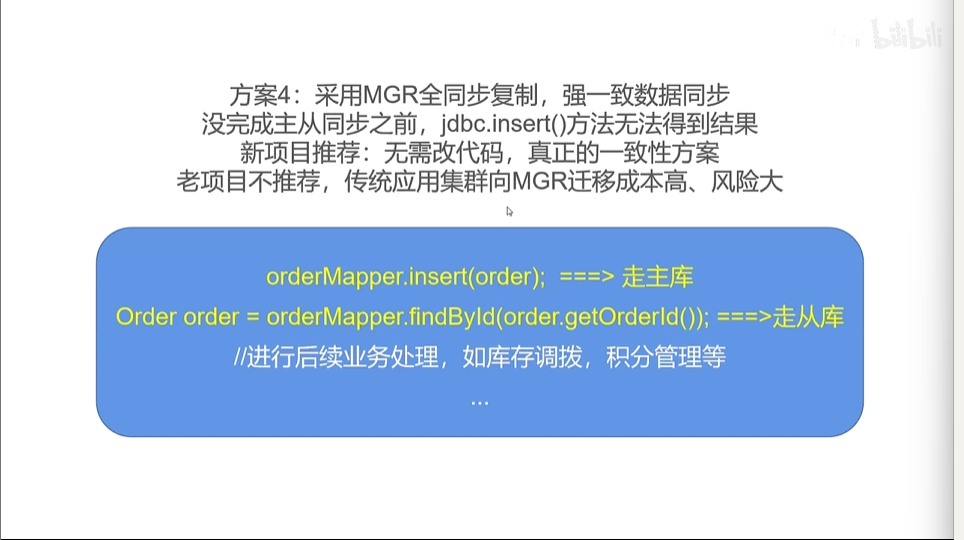 bilibili
方案4：采用MGR全同步复制，强一致数据同步
没完成主从同步之前，jdbc.insert()方法无法得到结果
新项目推荐：无需改代码，真正的一致性方案
老项目不推荐，传统应用集群向MGR迁移成本高、风险大
orderMapper.insert(order);  ===> 走主库
Order order = orderMapper.findById(order.getOrderId()); ===>走从库
//进行后续业务处理，如库存调拨，积分管理等
...